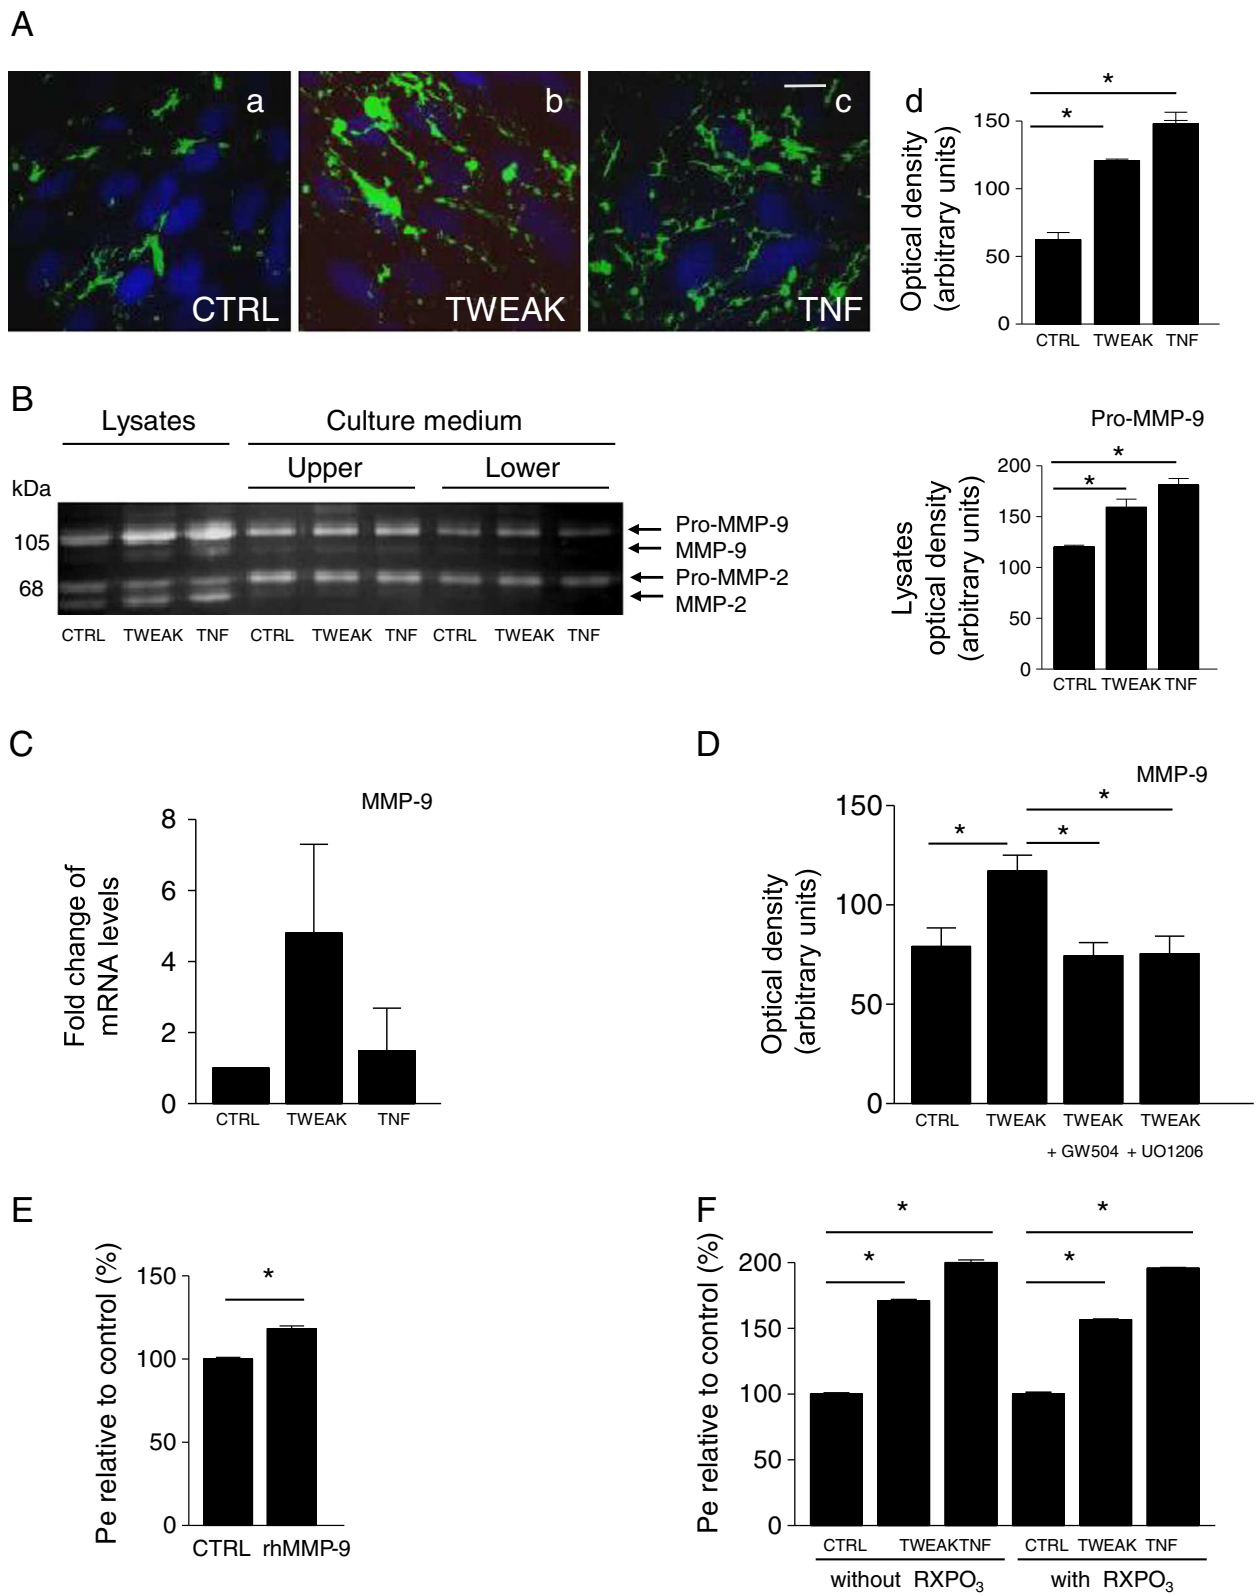 A
a
b
c
CTRL
TWEAK
TNF
d
*
*
Optical density
(arbitrary units)
150
100
50
0
CTRL TWEAK TNF
B
Lysates Culture medium
Upper Lower
kDa
105
68
Pro-MMP-9
MMP-9
Pro-MMP-2
MMP-2
CTRL TWEAK TNF CTRL TWEAK TNF CTRL TWEAK TNF
Pro-MMP-9
*
*
Lysates
optical density
(arbitrary units)
200
150
100
50
0
CTRL TWEAK TNF
C
MMP-9
Fold change of
mRNA levels
8
6
4
2
0
CTRL TWEAK TNF
D
MMP-9
*
* *
Optical density
(arbitrary units)
150
100
50
0
CTRL TWEAK TWEAK TWEAK
+ GW504 + UO1206
E
*
Pe relative to control (%)
150
100
50
0
CTRL rhMMP-9
F
* *
* *
Pe relative to control (%)
200
150
100
50
0
CTRL TWEAKTNF CTRL TWEAK TNF
without RXPO₃ with RXPO₃